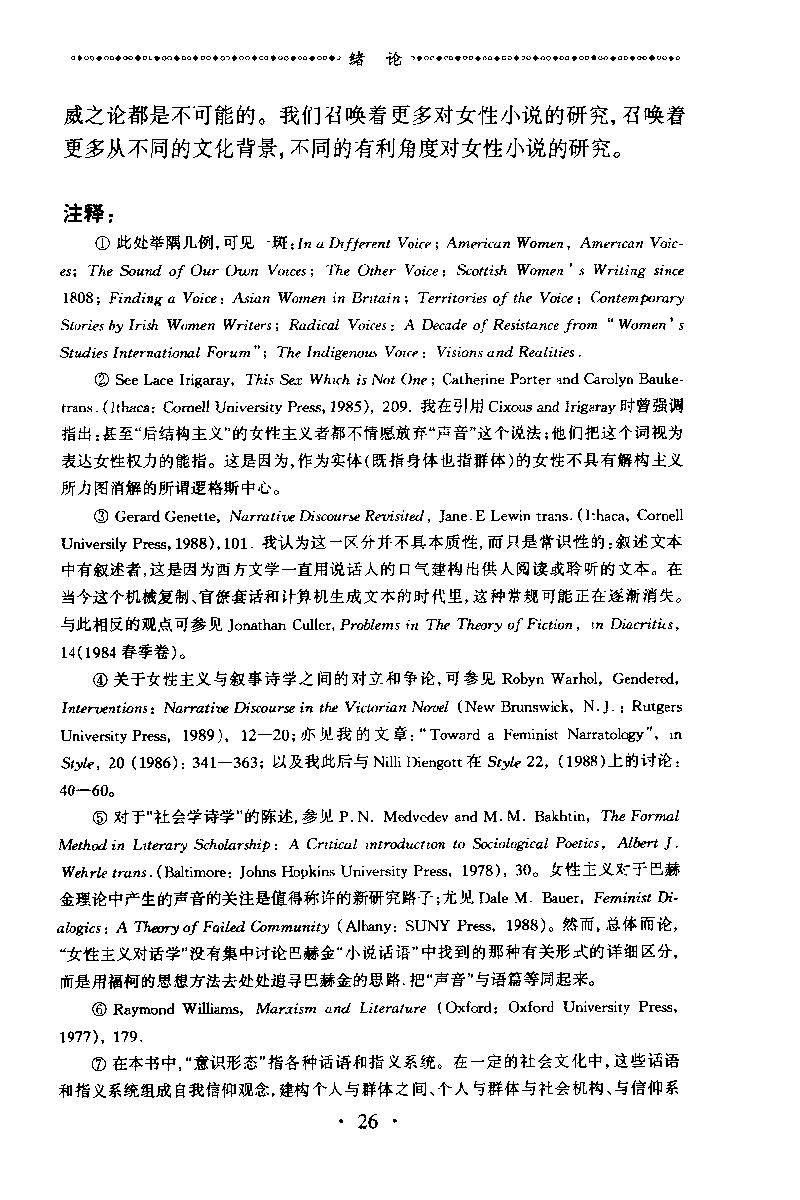 绪 论
威之论都是不可能的。我们召唤着更多对女性小说的研究,召唤着
更多从不同的文化背景,不同的有利角度对女性小说的研究。
注释:
① 此处举隅几例,可见一斑:In a Different Voice; American Women, American Voic-
es; The Sound of Our Own Voices; The Other Voice; Scottish Women's Writing since
1808; Finding a Voice: Asian Women in Britain; Territories of the Voice: Contemporary
Stories by Irish Women Writers; Radical Voices: A Decade of Resistance from "Women's
Studies International Forum"; The Indigenous Voice: Visions and Realities.
② See Lace Irigaray, This Sex Which is Not One; Catherine Porter and Carolyn Bauke-
trans. (Ithaca: Cornell University Press, 1985), 209. 我在引用 Cixous and Irigaray 时曾强调
指出:甚至“后结构主义”的女性主义者都不情愿放弃“声音”这个说法;他们把这个词视为
表达女性权力的能指。这是因为,作为实体(既指身体也指群体)的女性不具有解构主义
所力图消解的所谓逻格斯中心。
③ Gerard Genette, Narrative Discourse Revisited, Jane.E Lewin trans. (Ithaca, Cornell
Universily Press, 1988), 101. 我认为这一区分并不具本质性,而只是常识性的:叙述文本
中有叙述者,这是因为西方文学一直用说话人的口气建构出供人阅读或聆听的文本。在
当今这个机械复制、官僚套话和计算机生成文本的时代里,这种常规可能正在逐渐消失。
与此相反的观点可参见 Jonathan Culler, Problems in The Theory of Fiction, in Diacritics,
14(1984 春季卷)。
④ 关于女性主义与叙事诗学之间的对立和争论,可参见 Robyn Warhol, Gendered,
Interventions: Narrative Discourse in the Victorian Novel (New Brunswick, N.J.: Rutgers
University Press, 1989), 12—20; 亦见我的文章:“Toward a Feminist Narratology”, in
Style, 20 (1986): 341—363; 以及我此后与 Nilli Diengott 在 Style 22, (1988)上的讨论:
40—60。
⑤ 对于“社会学诗学”的陈述,参见 P.N. Medvedev and M.M. Bakhtin, The Formal
Method in Literary Scholarship: A Critical introduction to Sociological Poetics, Albert J.
Wehrle trans. (Baltimore: Johns Hopkins University Press, 1978), 30。女性主义对于巴赫
金理论中产生的声音的关注是值得称许的新研究路子;尤见 Dale M. Bauer, Feminist Di-
alogics: A Theory of Failed Community (Albany: SUNY Press, 1988)。然而,总体而论,
“女性主义对话学”没有集中讨论巴赫金“小说话语”中找到的那种有关形式的详细区分,
而是用福柯的思想方法去处处追寻巴赫金的思路,把“声音”与语篇等同起来。
⑥ Raymond Williams, Marxism and Literature (Oxford: Oxford University Press,
1977), 179.
⑦ 在本书中,“意识形态”指各种话语和指义系统。在一定的社会文化中,这些话语
和指义系统组成自我信仰观念,建构个人与群体之间、个人与群体与社会机构、与信仰系
· 26 ·